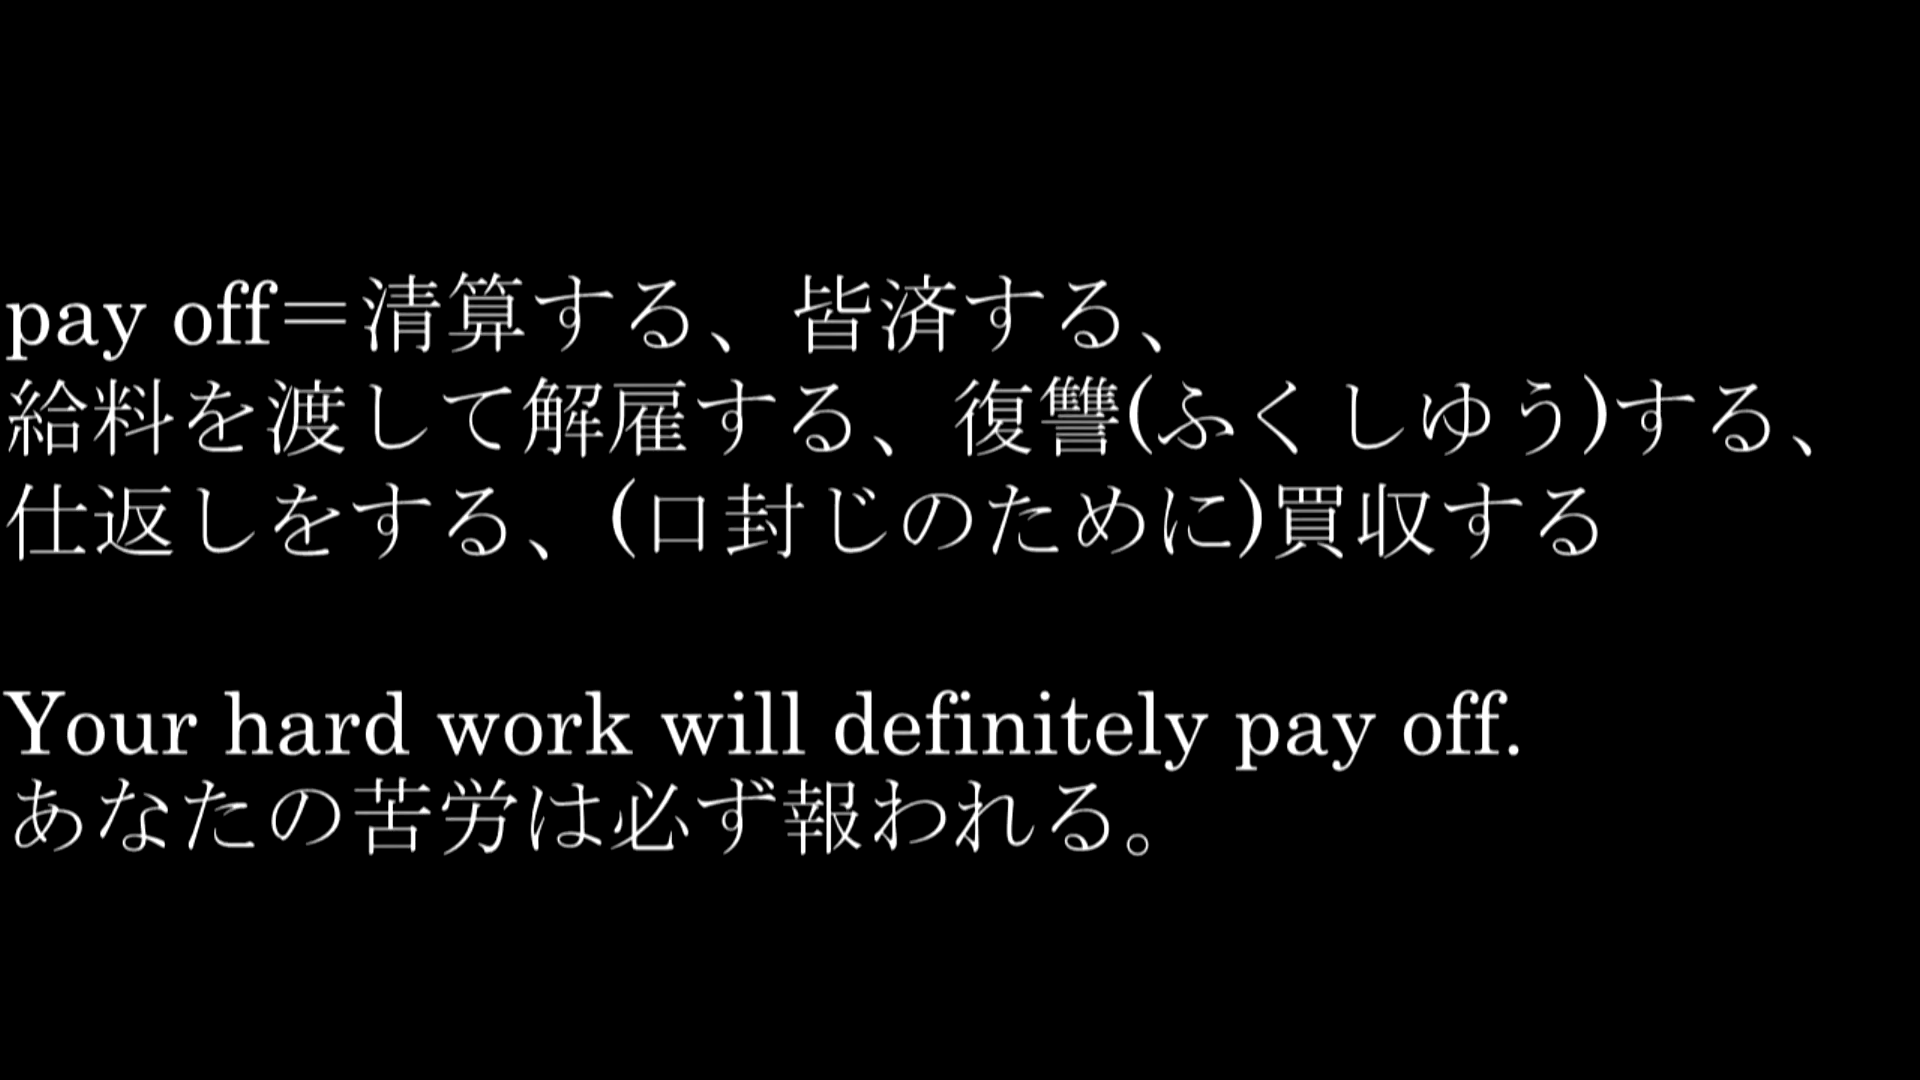 pay off＝清算する、皆済する、
給料を渡して解雇する、復讐(ふくしゆう)する、
仕返しをする、(口封じのために)買収する
Your hard work will definitely pay off.
あなたの苦労は必ず報われる。